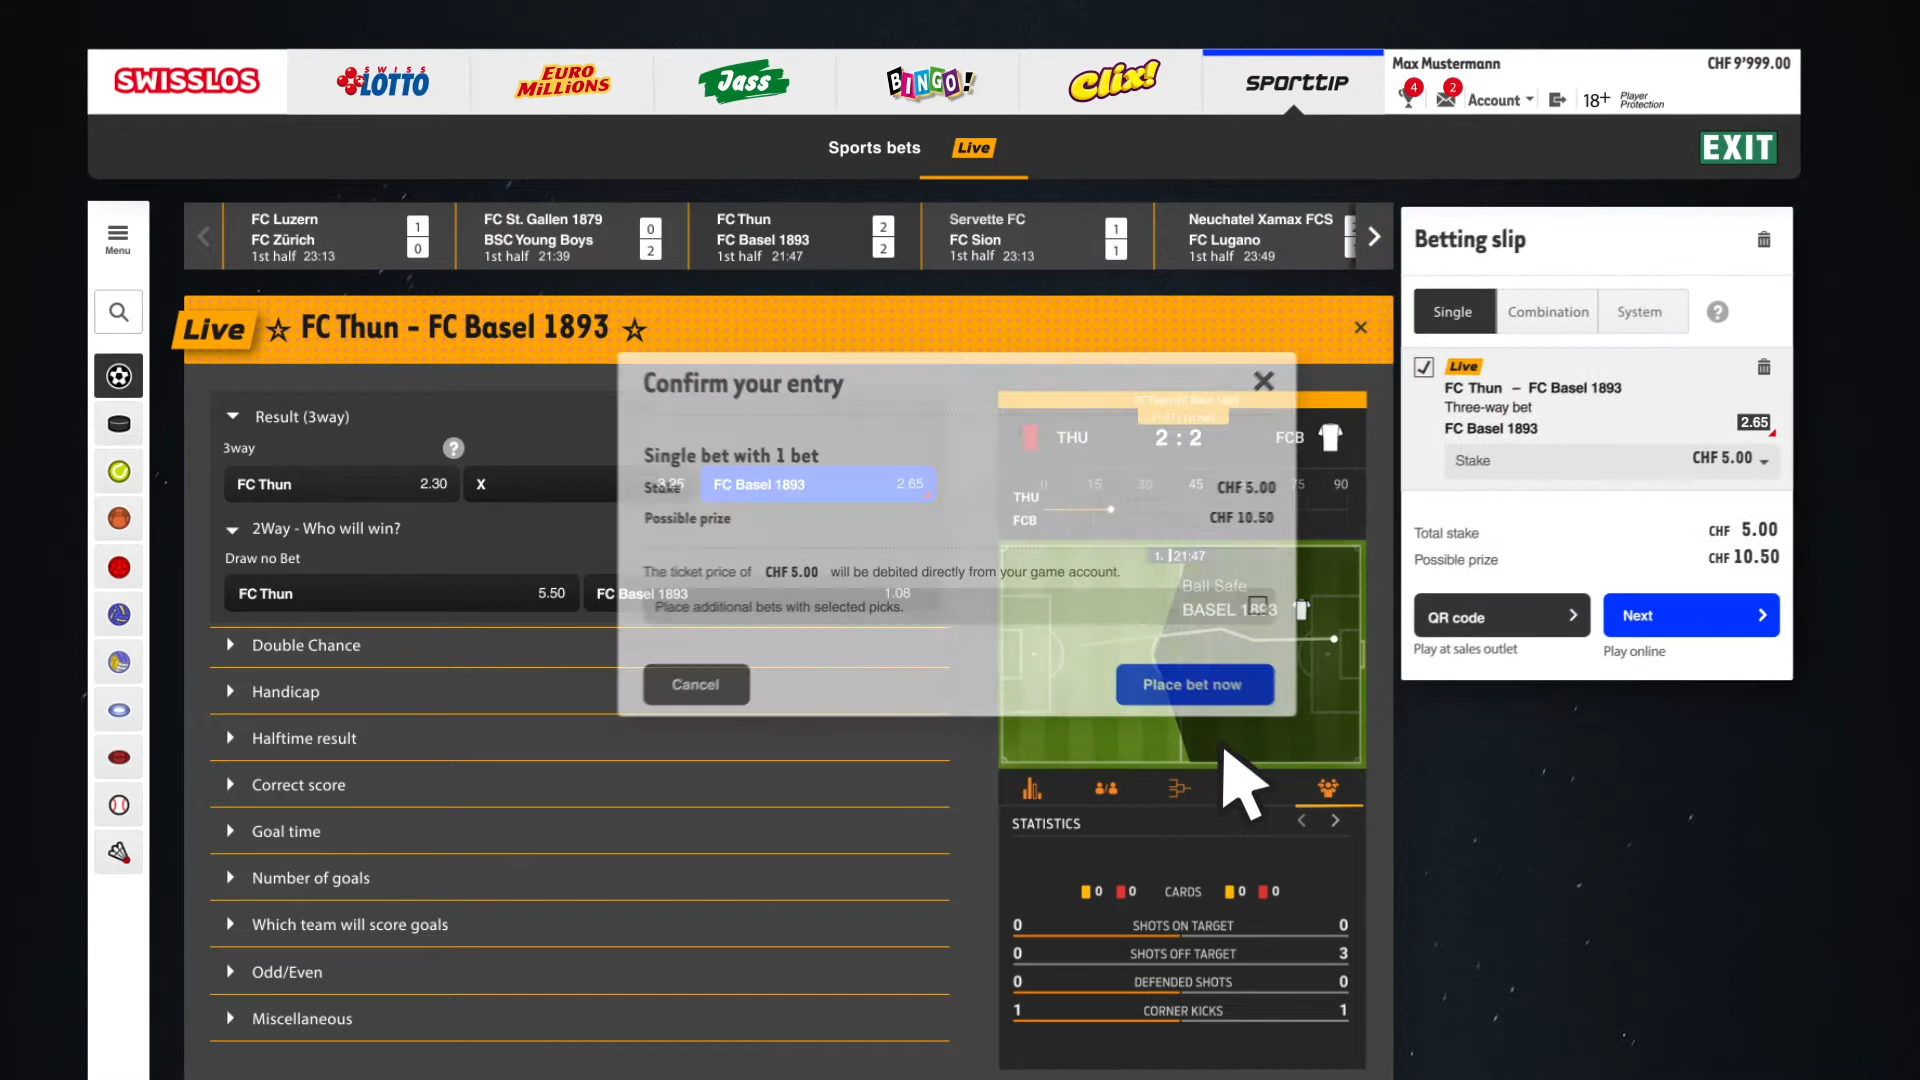 SWISSLOS
SWISS LOTTO
EURO MILLIONS
Jass
BINGO!
Clix!
SPORTTIP
Max Mustermann
CHF 9'999.00
4
2
Account
18+
Player Protection
Sports bets
Live
EXIT
Menu
FC Luzern 1
FC Zürich 0
1st half 23:13
FC St. Gallen 1879 0
BSC Young Boys 2
1st half 21:39
FC Thun 2
FC Basel 1893 2
1st half 21:47
Servette FC 1
FC Sion 1
1st half 23:13
Neuchatel Xamax FCS
FC Lugano
1st half 23:49
Live
FC Thun - FC Basel 1893
Result (3way)
3way ?
FC Thun 2.30
X 3.25
FC Basel 1893 2.65
2Way - Who will win?
Draw no Bet
FC Thun 5.50
FC Basel 1893 1.08
Double Chance
Handicap
Halftime result
Correct score
Goal time
Number of goals
Which team will score goals
Odd/Even
Miscellaneous
Confirm your entry
Single bet with 1 bet
Stake CHF 5.00
Possible prize CHF 10.50
The ticket price of CHF 5.00 will be debited directly from your game account.
Place additional bets with selected picks.
Cancel
Place bet now
THU 2 : 2 FCB
0 15 30 45 75 90
THU
FCB
1. 21:47
Ball Safe
BASEL 1893
STATISTICS
0 0 CARDS 0 0
0 SHOTS ON TARGET 0
0 SHOTS OFF TARGET 3
0 DEFENDED SHOTS 0
1 CORNER KICKS 1
Betting slip
Single
Combination
System
?
Live
FC Thun – FC Basel 1893
Three-way bet
FC Basel 1893 2.65
Stake CHF 5.00
Total stake CHF 5.00
Possible prize CHF 10.50
QR code
Play at sales outlet
Next
Play online